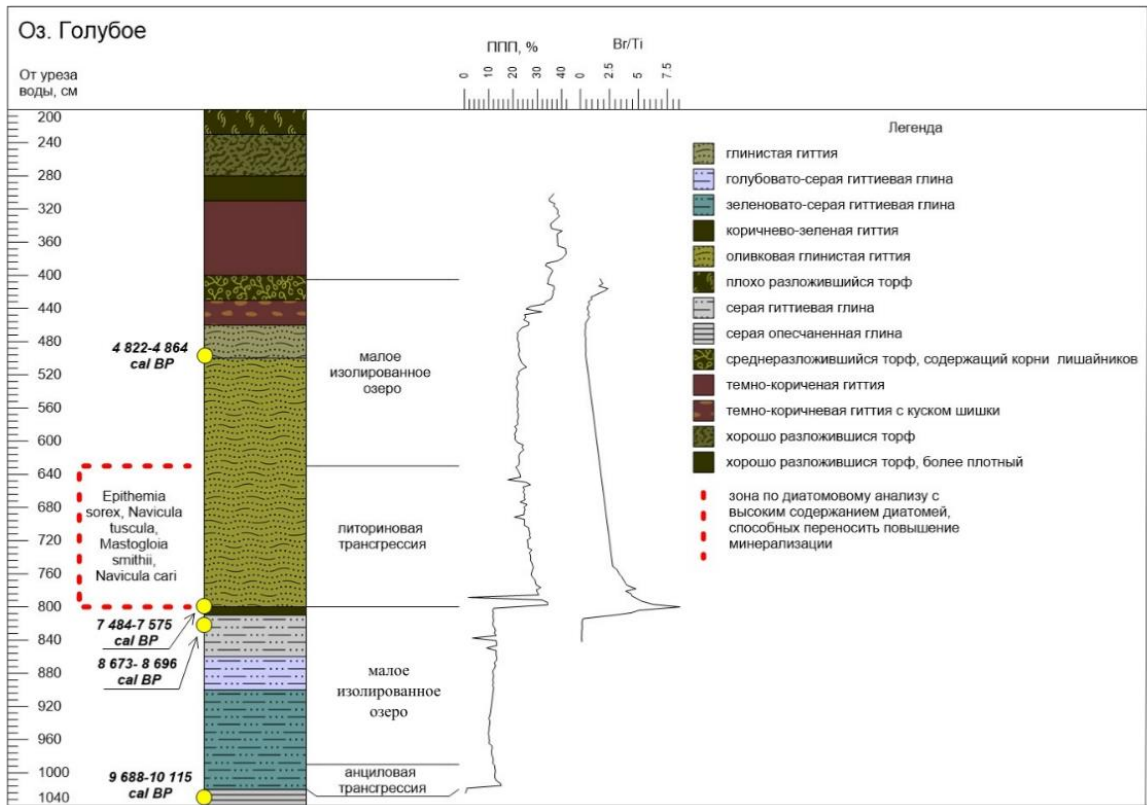 Оз. Голубое
От уреза
воды, см
ППП, %
0 10 20 30 40
Br/Ti
0 2.5 5 7.5
200
240
280
320
360
400
440
480
520
560
600
640
680
720
760
800
840
880
920
960
1000
1040
4 822-4 864
cal BP
Epithemia
sorex, Navicula
tuscula,
Mastogloia
smithii,
Navicula cari
7 484-7 575
cal BP
8 673- 8 696
cal BP
9 688-10 115
cal BP
малое
изолированное
озеро
литориновая
трансгрессия
малое
изолированное
озеро
анциловая
трансгрессия
Легенда
глинистая гиттия
голубовато-серая гиттиевая глина
зеленовато-серая гиттиевая глина
коричнево-зеленая гиттия
оливковая глинистая гиттия
плохо разложившийся торф
серая гиттиевая глина
серая опесчаненная глина
среднеразложившийся торф, содержащий корни лишайников
темно-кориченая гиттия
темно-коричневая гиттия с куском шишки
хорошо разложившися торф
хорошо разложившися торф, более плотный
зона по диатомовому анализу с
высоким содержанием диатомей,
способных переносить повышение
минерализации